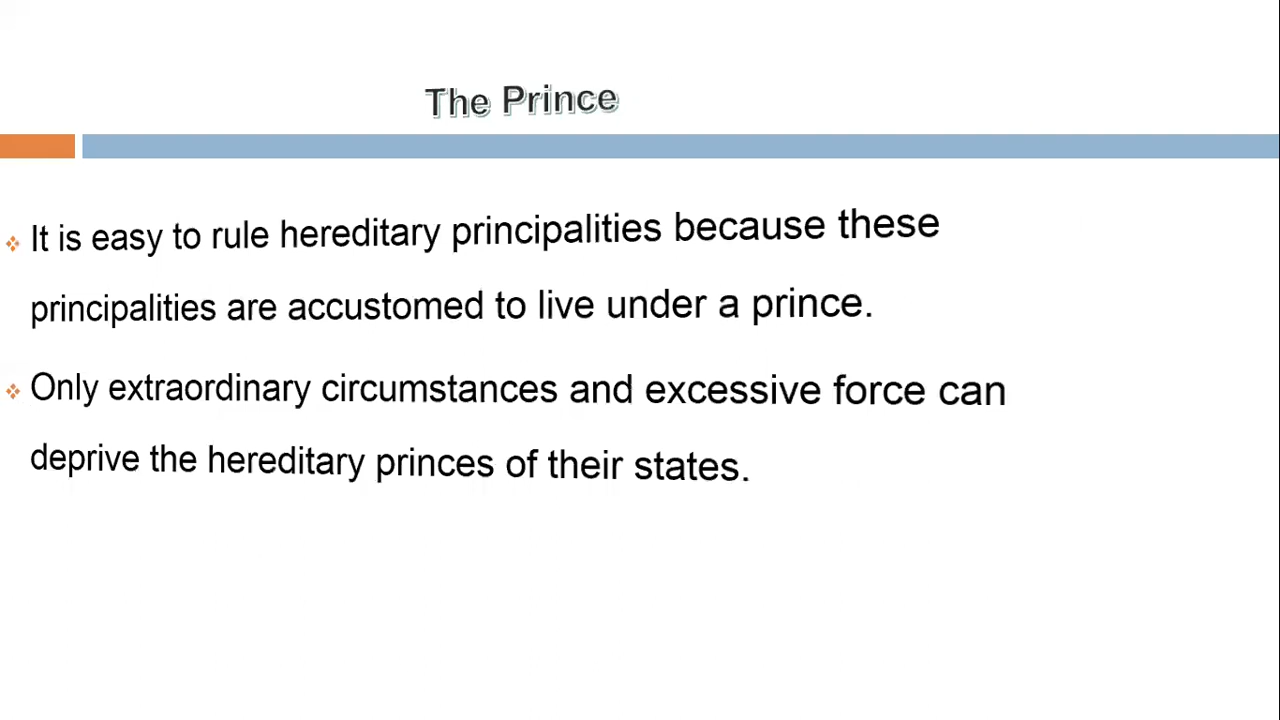 The Prince
It is easy to rule hereditary principalities because these
principalities are accustomed to live under a prince.
Only extraordinary circumstances and excessive force can
deprive the hereditary princes of their states.